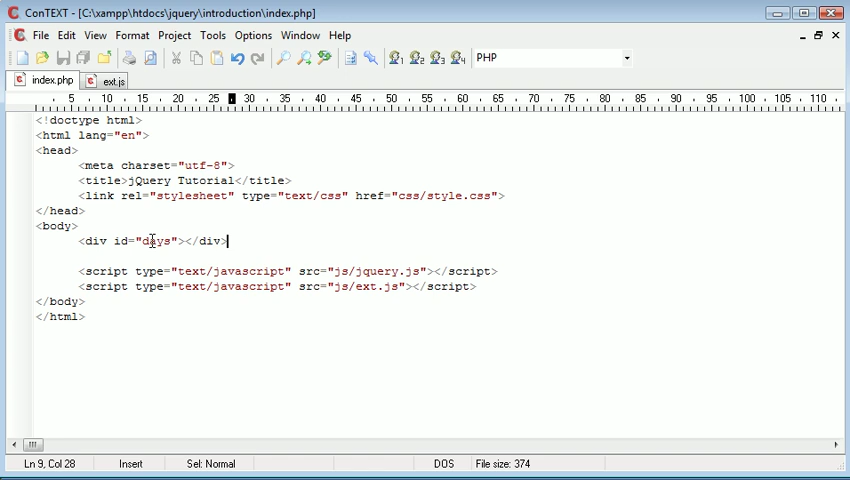 ConTEXT - [C:\xampp\htdocs\jquery\introduction\index.php]
File Edit View Format Project Tools Options Window Help
1 2 3 4 PHP
index.php ext.js
5 10 15 20 25 30 35 40 45 50 55 60 65 70 75 80 85 90 95 100 105 110
<!doctype html>
<html lang="en">
<head>
<meta charset="utf-8">
<title>jQuery Tutorial</title>
<link rel="stylesheet" type="text/css" href="css/style.css">
</head>
<body>
<div id="days"></div>
<script type="text/javascript" src="js/jquery.js"></script>
<script type="text/javascript" src="js/ext.js"></script>
</body>
</html>
Ln 9, Col 28 Insert Sel: Normal DOS File size: 374